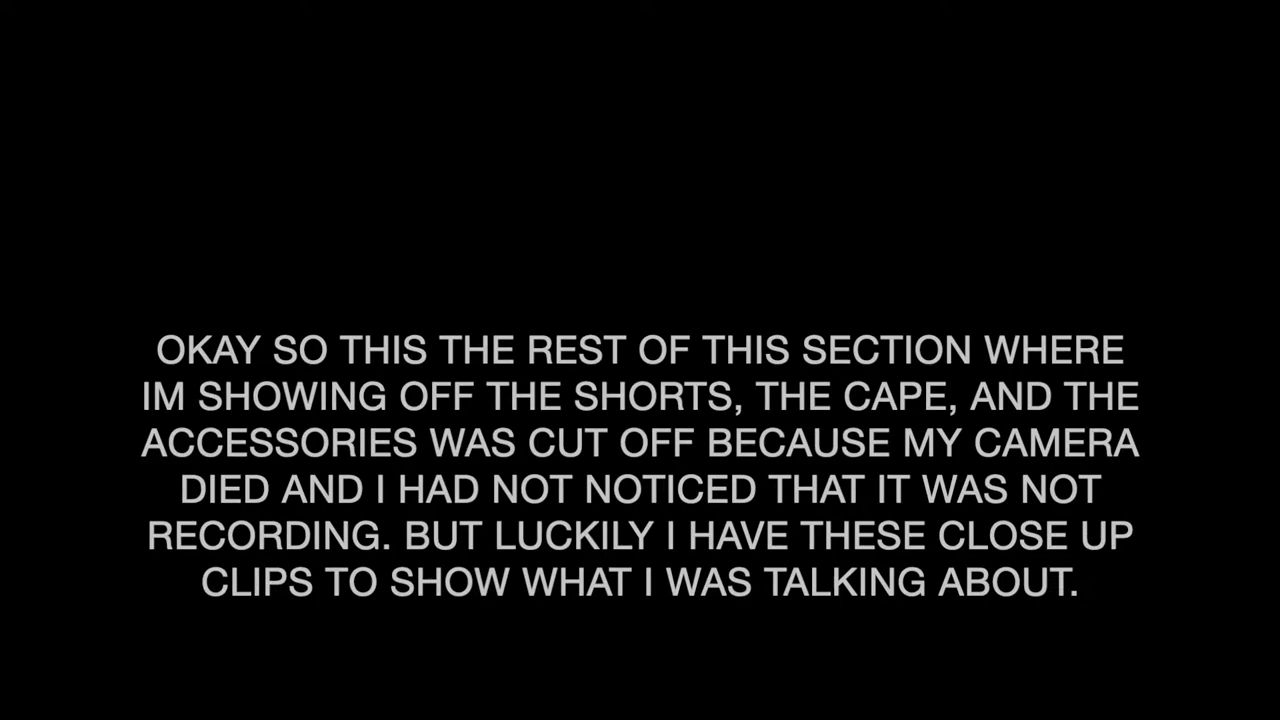 OKAY SO THIS THE REST OF THIS SECTION WHERE
IM SHOWING OFF THE SHORTS, THE CAPE, AND THE
ACCESSORIES WAS CUT OFF BECAUSE MY CAMERA
DIED AND I HAD NOT NOTICED THAT IT WAS NOT
RECORDING. BUT LUCKILY I HAVE THESE CLOSE UP
CLIPS TO SHOW WHAT I WAS TALKING ABOUT.